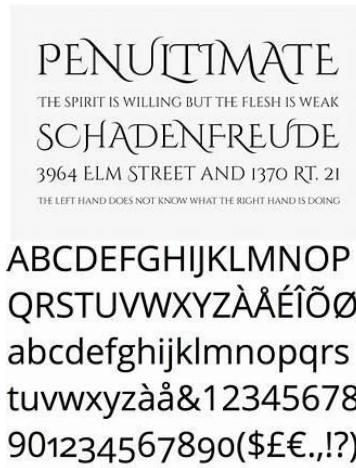 PENULTIMATE
THE SPIRIT IS WILLING BUT THE FLESH IS WEAK
SCHADENFREUDE
3964 ELM STREET AND 1370 RT. 21
THE LEFT HAND DOES NOT KNOW WHAT THE RIGHT HAND IS DOING
ABCDEFGHIJKLMNOP
QRSTUVWXYZÀÅÉÎÕØ
abcdefghijklmnopqrs
tuvwxyzàå&12345678
901234567890($£€.,!?)